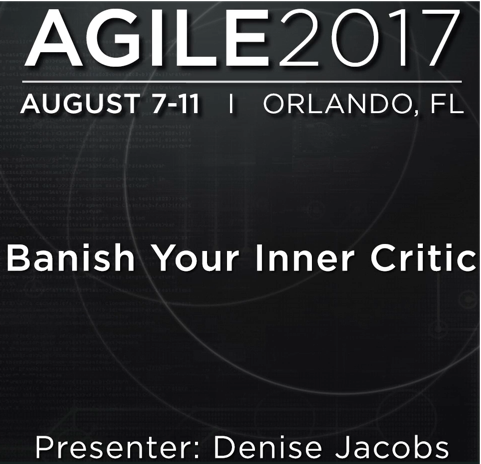 AGILE2017
AUGUST 7-11 | ORLANDO, FL
Banish Your Inner Critic
Presenter: Denise Jacobs